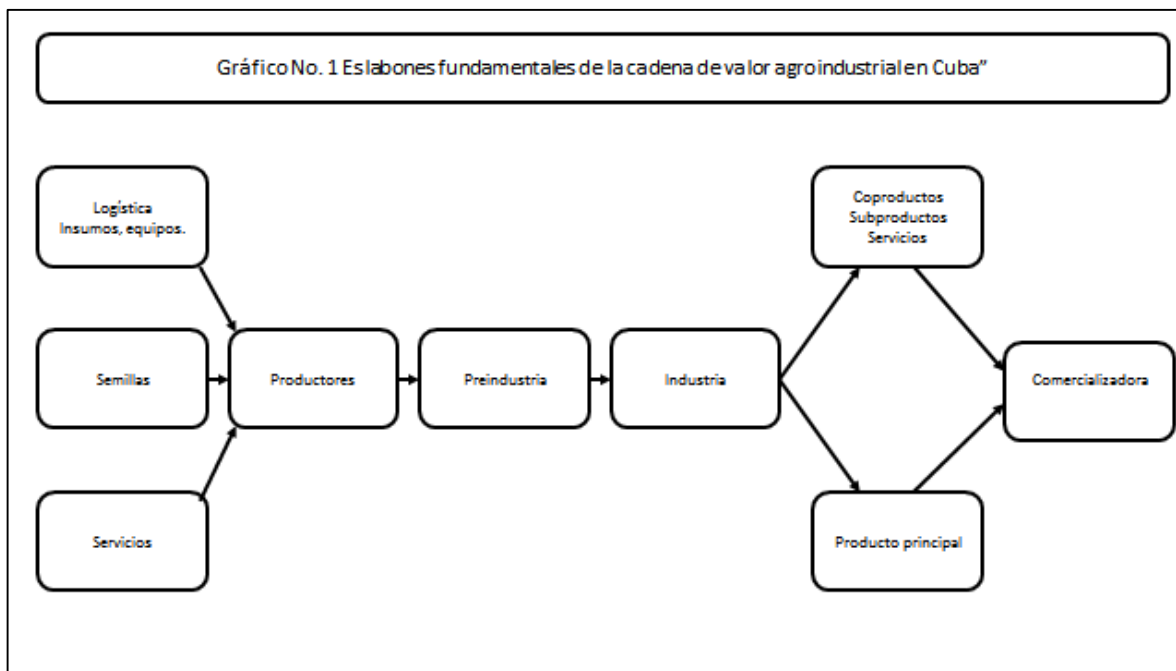 Gráfico No. 1 Eslabones fundamentales de la cadena de valor agroindustrial en Cuba”
Logística
Insumos, equipos.
Coproductos
Subproductos
Servicios
Semillas
Productores
Preindustria
Industria
Comercializadora
Servicios
Producto principal